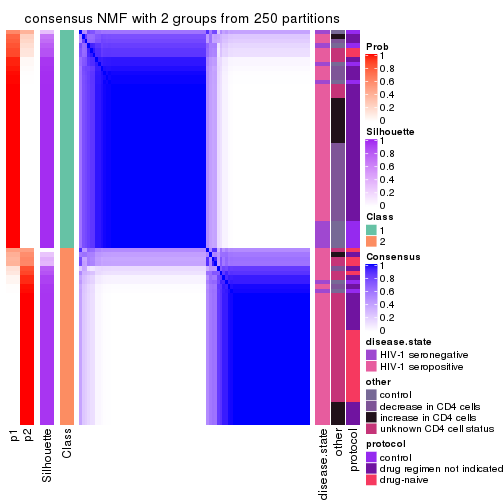 consensus NMF with 2 groups from 250 partitions
Prob
1
0.8
0.6
0.4
0.2
0
Silhouette
1
0.8
0.6
0.4
0.2
0
Class
1
2
Consensus
1
0.8
0.6
0.4
0.2
0
disease.state
HIV-1 seronegative
HIV-1 seropositive
other
control
decrease in CD4 cells
increase in CD4 cells
unknown CD4 cell status
protocol
control
drug regimen not indicated
drug-naive
p1
p2
Silhouette
Class
disease.state
other
protocol